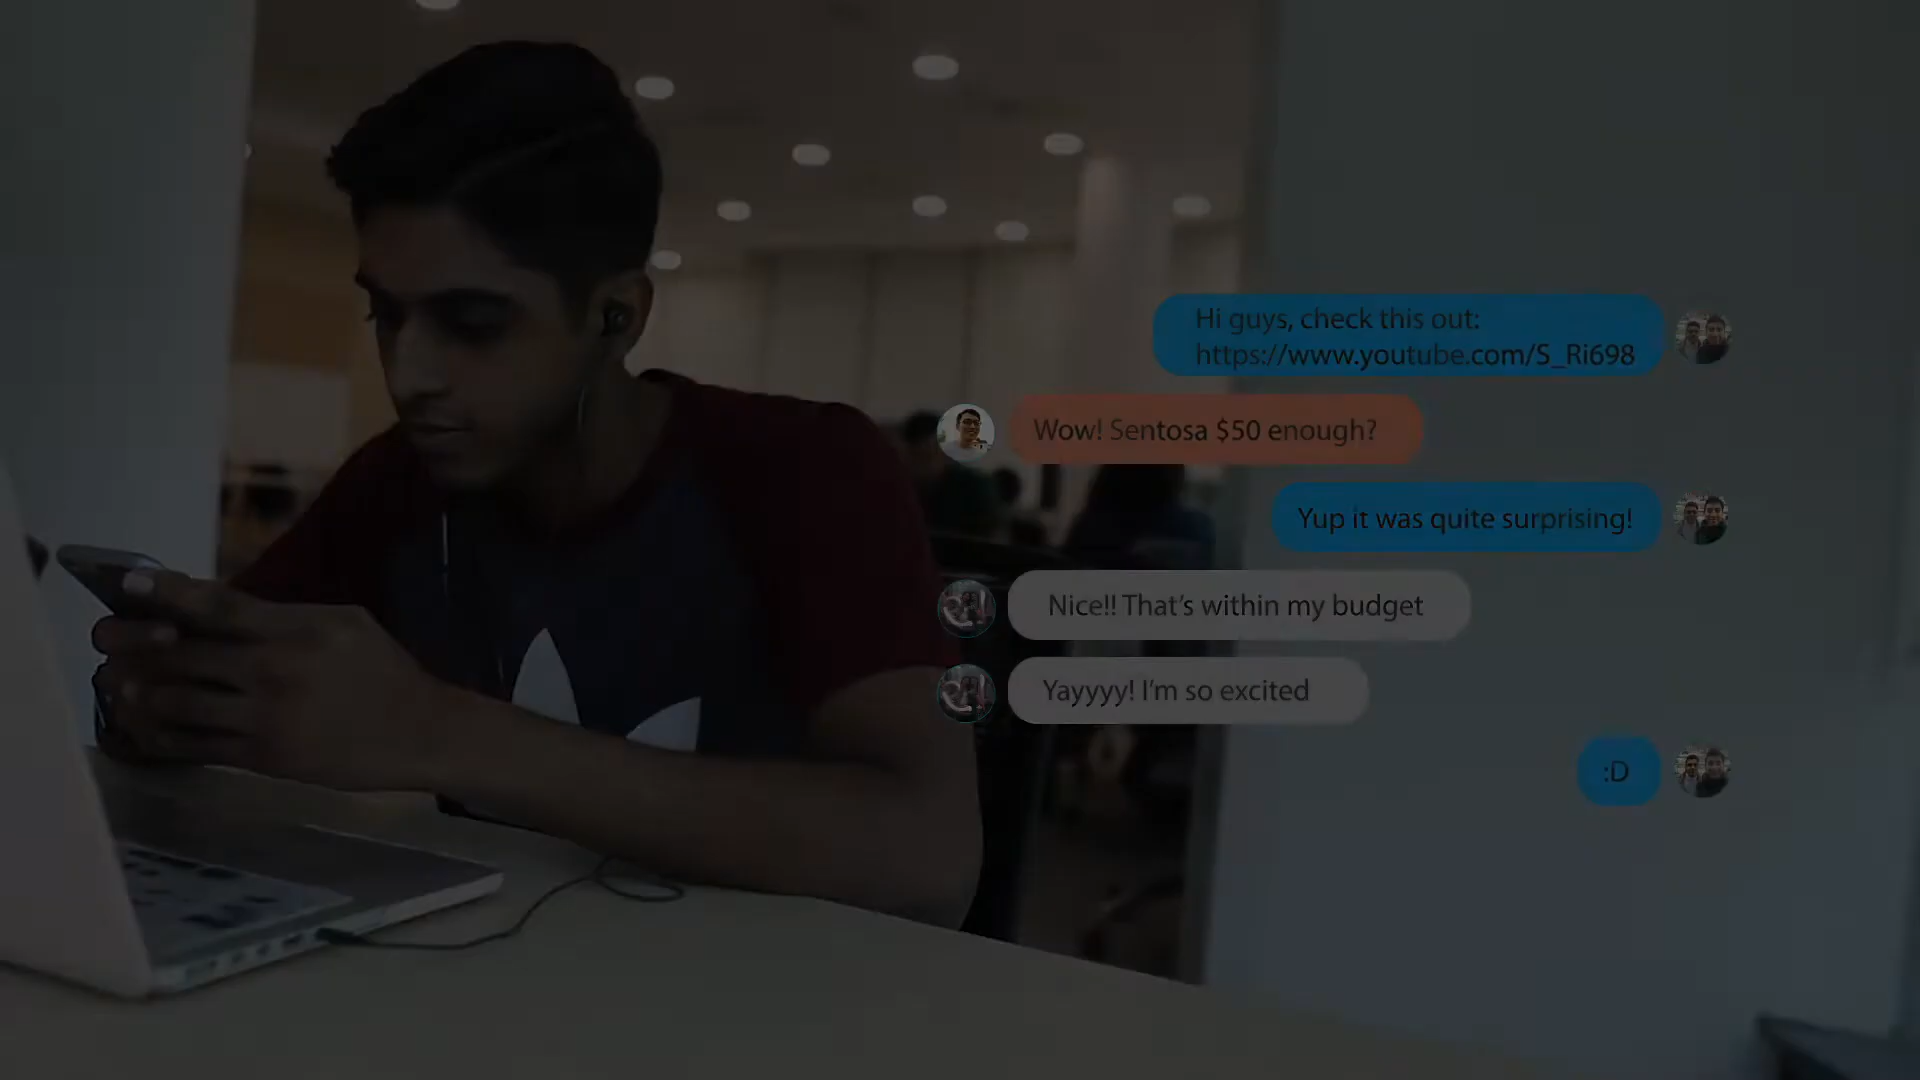 Hi guys, check this out:
https://www.youtube.com/S_Ri698
Wow! Sentosa $50 enough?
Yup it was quite surprising!
Nice!! That’s within my budget
Yayyyy! I’m so excited
:D